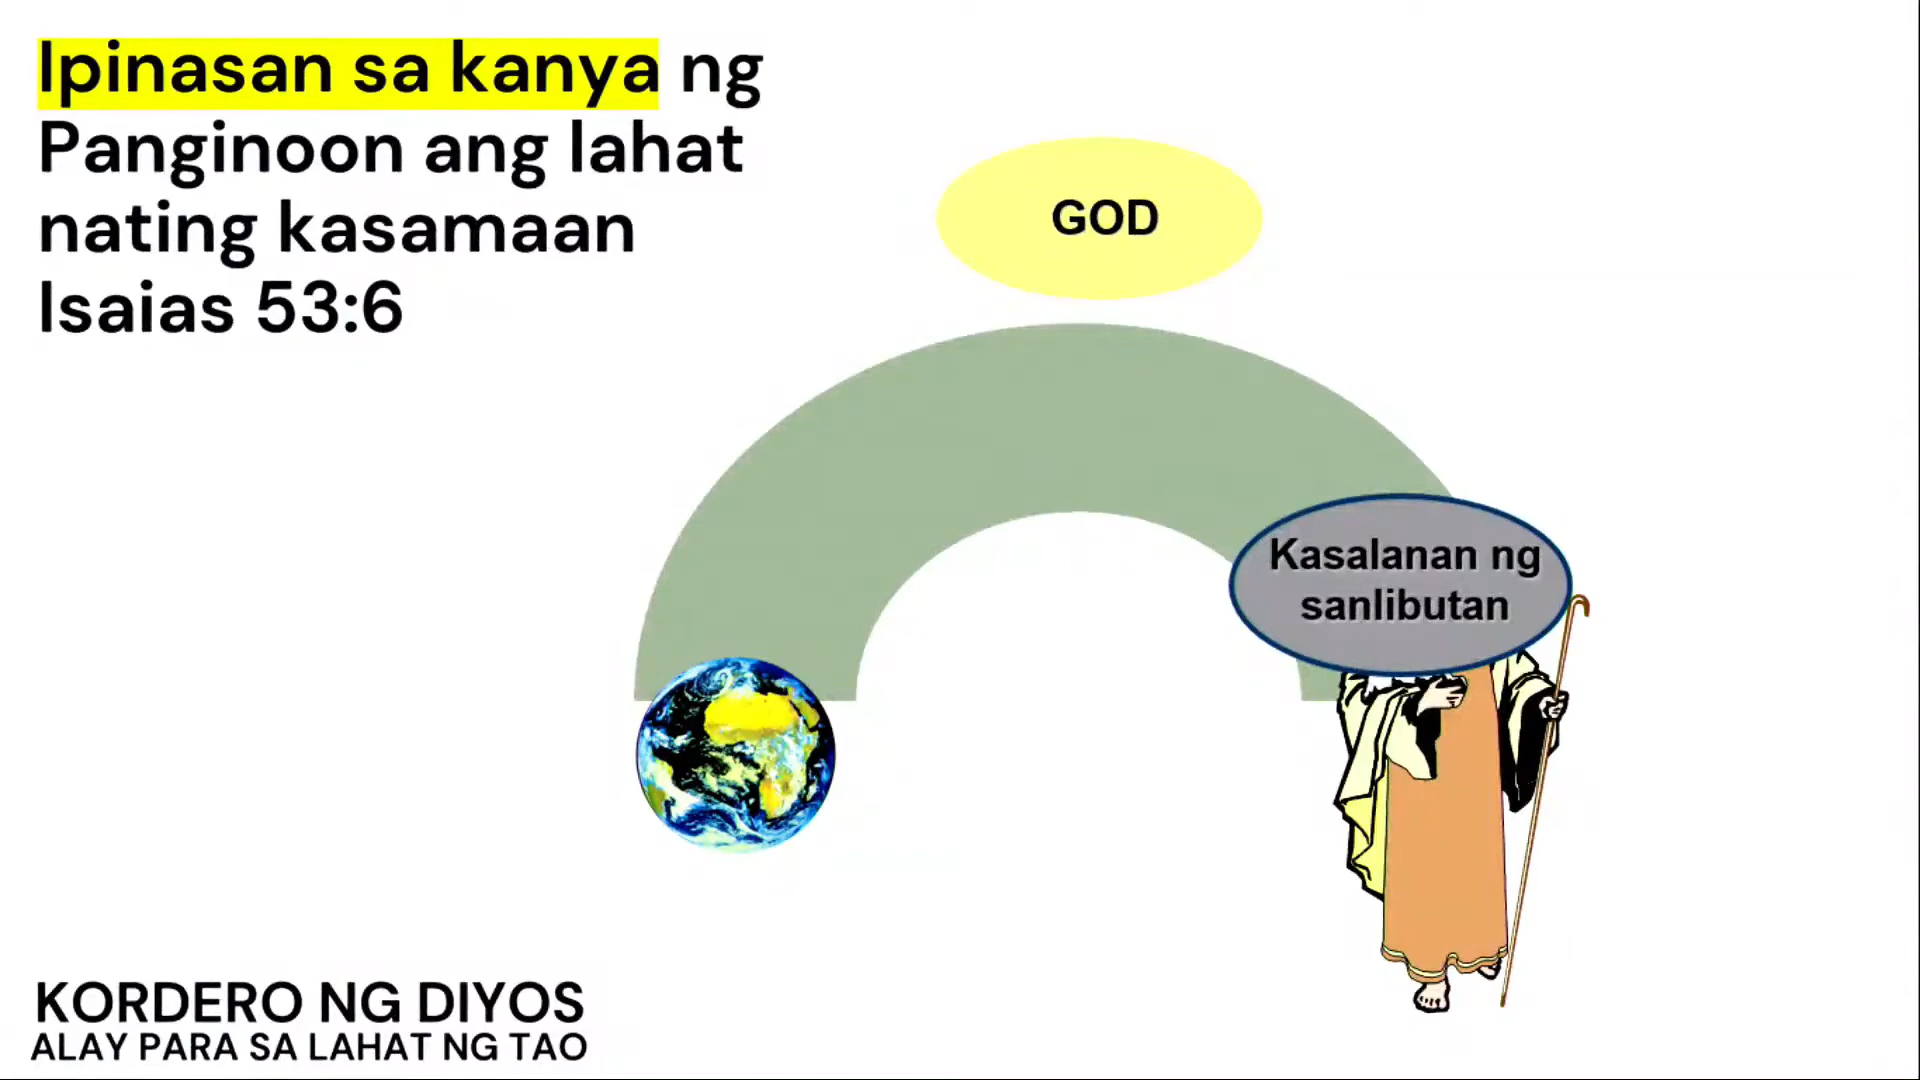 Ipinasan sa kanya ng
Panginoon ang lahat
nating kasamaan
Isaias 53:6
GOD
Kasalanan ng
sanlibutan
KORDERO NG DIYOS
ALAY PARA SA LAHAT NG TAO